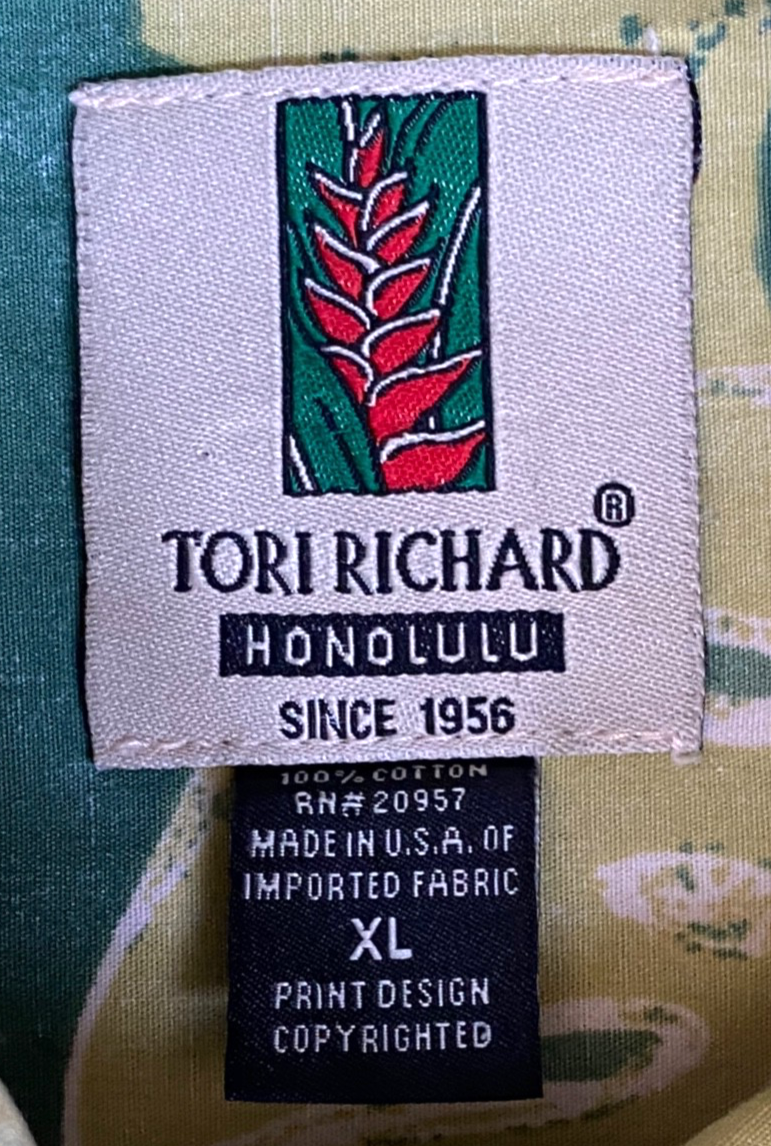 ®
TORI RICHARD
HONOLULU
SINCE 1956
100% COTTON
RN#20957
MADE IN U.S.A. OF
IMPORTED FABRIC
XL
PRINT DESIGN
COPYRIGHTED